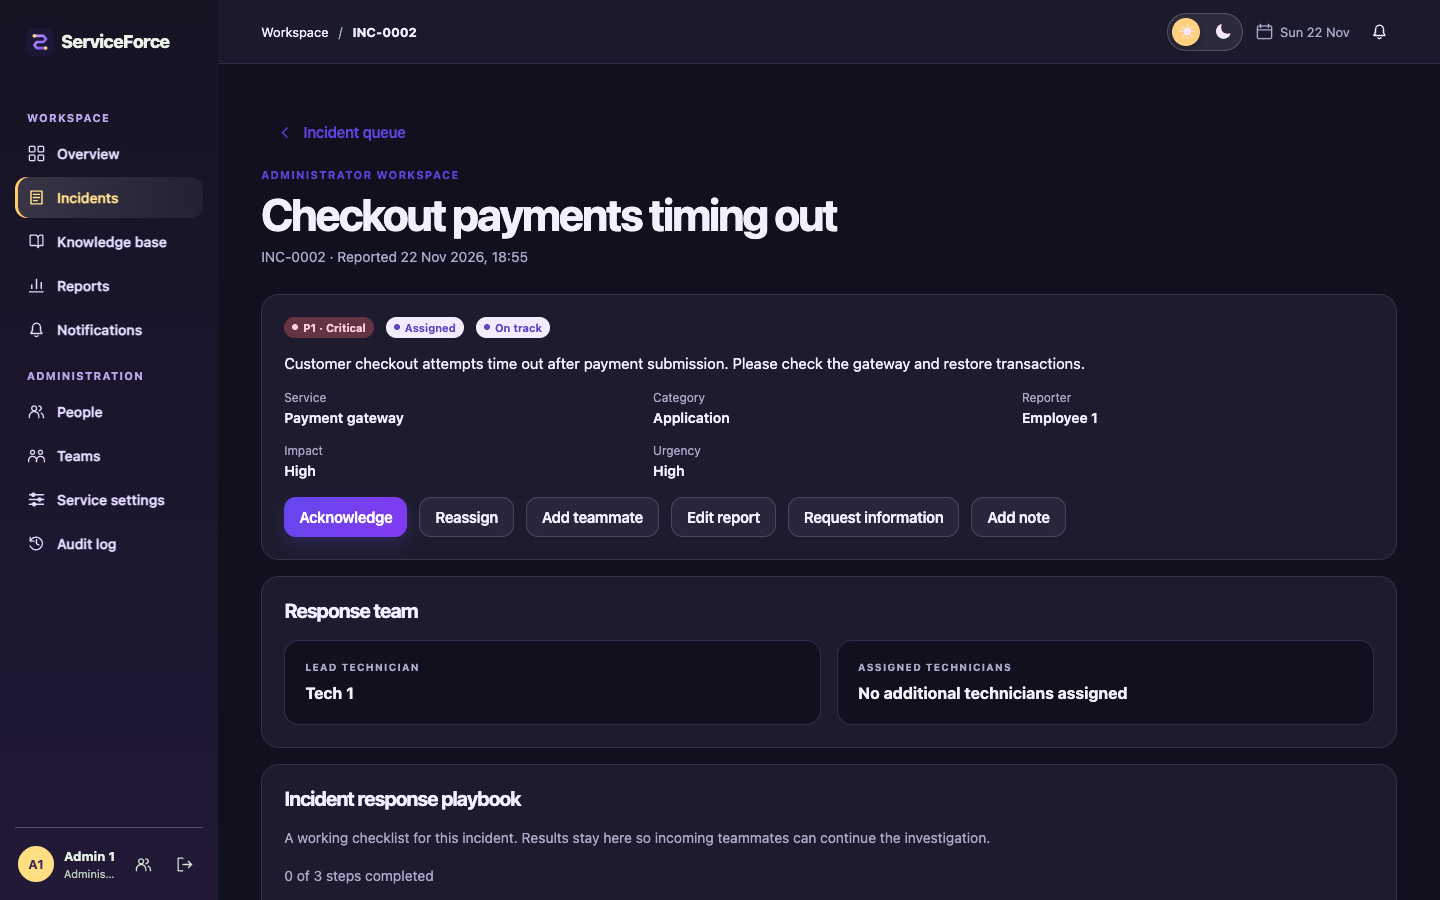 ServiceForce
WORKSPACE
Overview
Incidents
Knowledge base
Reports
Notifications
ADMINISTRATION
People
Teams
Service settings
Audit log
A1
Admin 1
Adminis...
Workspace / INC-0002
Sun 22 Nov
Incident queue
ADMINISTRATOR WORKSPACE
Checkout payments timing out
INC-0002 · Reported 22 Nov 2026, 18:55
P1 · Critical Assigned On track
Customer checkout attempts time out after payment submission. Please check the gateway and restore transactions.
Service Category Reporter
Payment gateway Application Employee 1
Impact Urgency
High High
Acknowledge Reassign Add teammate Edit report Request information Add note
Response team
LEAD TECHNICIAN
Tech 1
ASSIGNED TECHNICIANS
No additional technicians assigned
Incident response playbook
A working checklist for this incident. Results stay here so incoming teammates can continue the investigation.
0 of 3 steps completed